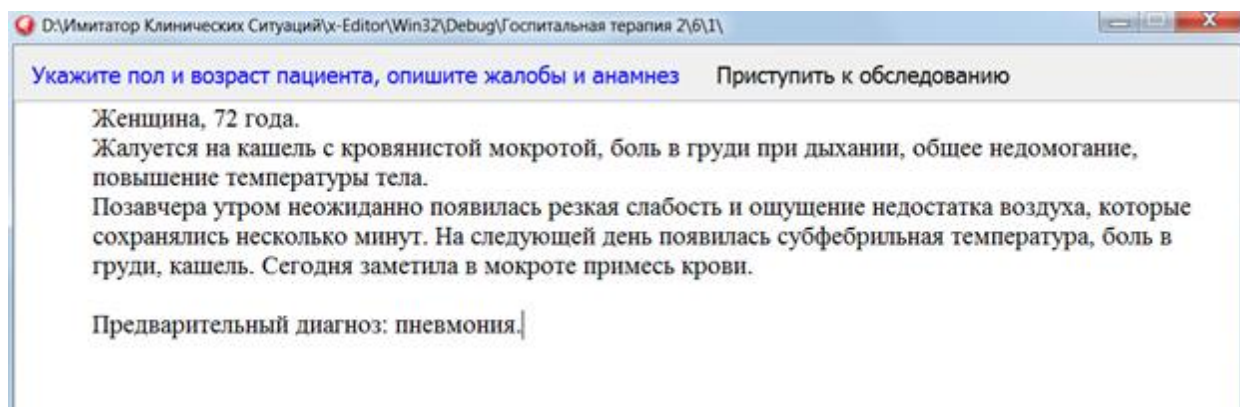 D:\Имитатор Клинических Ситуаций\x-Editor\Win32\Debug\Госпитальная терапия 2\6\1\
Укажите пол и возраст пациента, опишите жалобы и анамнез Приступить к обследованию
Женщина, 72 года.
Жалуется на кашель с кровянистой мокротой, боль в груди при дыхании, общее недомогание,
повышение температуры тела.
Позавчера утром неожиданно появилась резкая слабость и ощущение недостатка воздуха, которые
сохранялись несколько минут. На следующей день появилась субфебрильная температура, боль в
груди, кашель. Сегодня заметила в мокроте примесь крови.
Предварительный диагноз: пневмония.